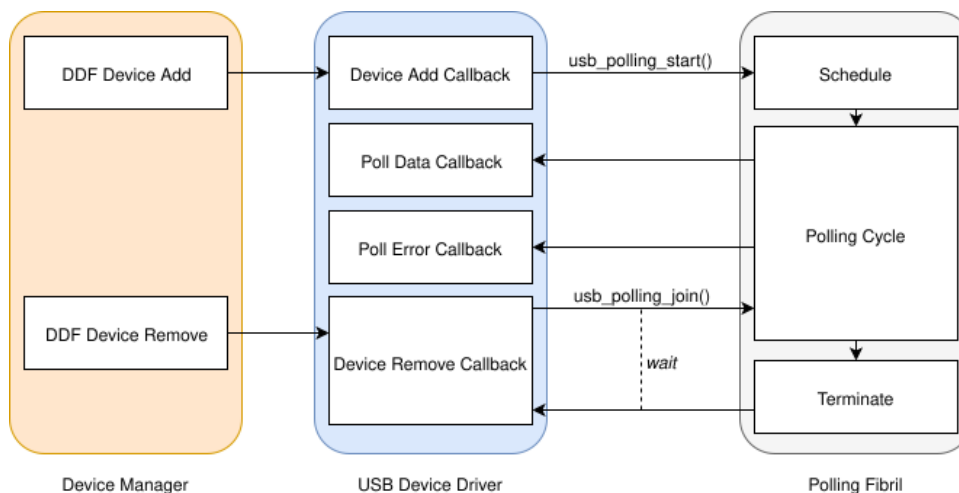 DDF Device Add
Device Add Callback
usb_polling_start()
Schedule
Poll Data Callback
Poll Error Callback
Polling Cycle
DDF Device Remove
Device Remove Callback
usb_polling_join()
wait
Terminate
Device Manager
USB Device Driver
Polling Fibril